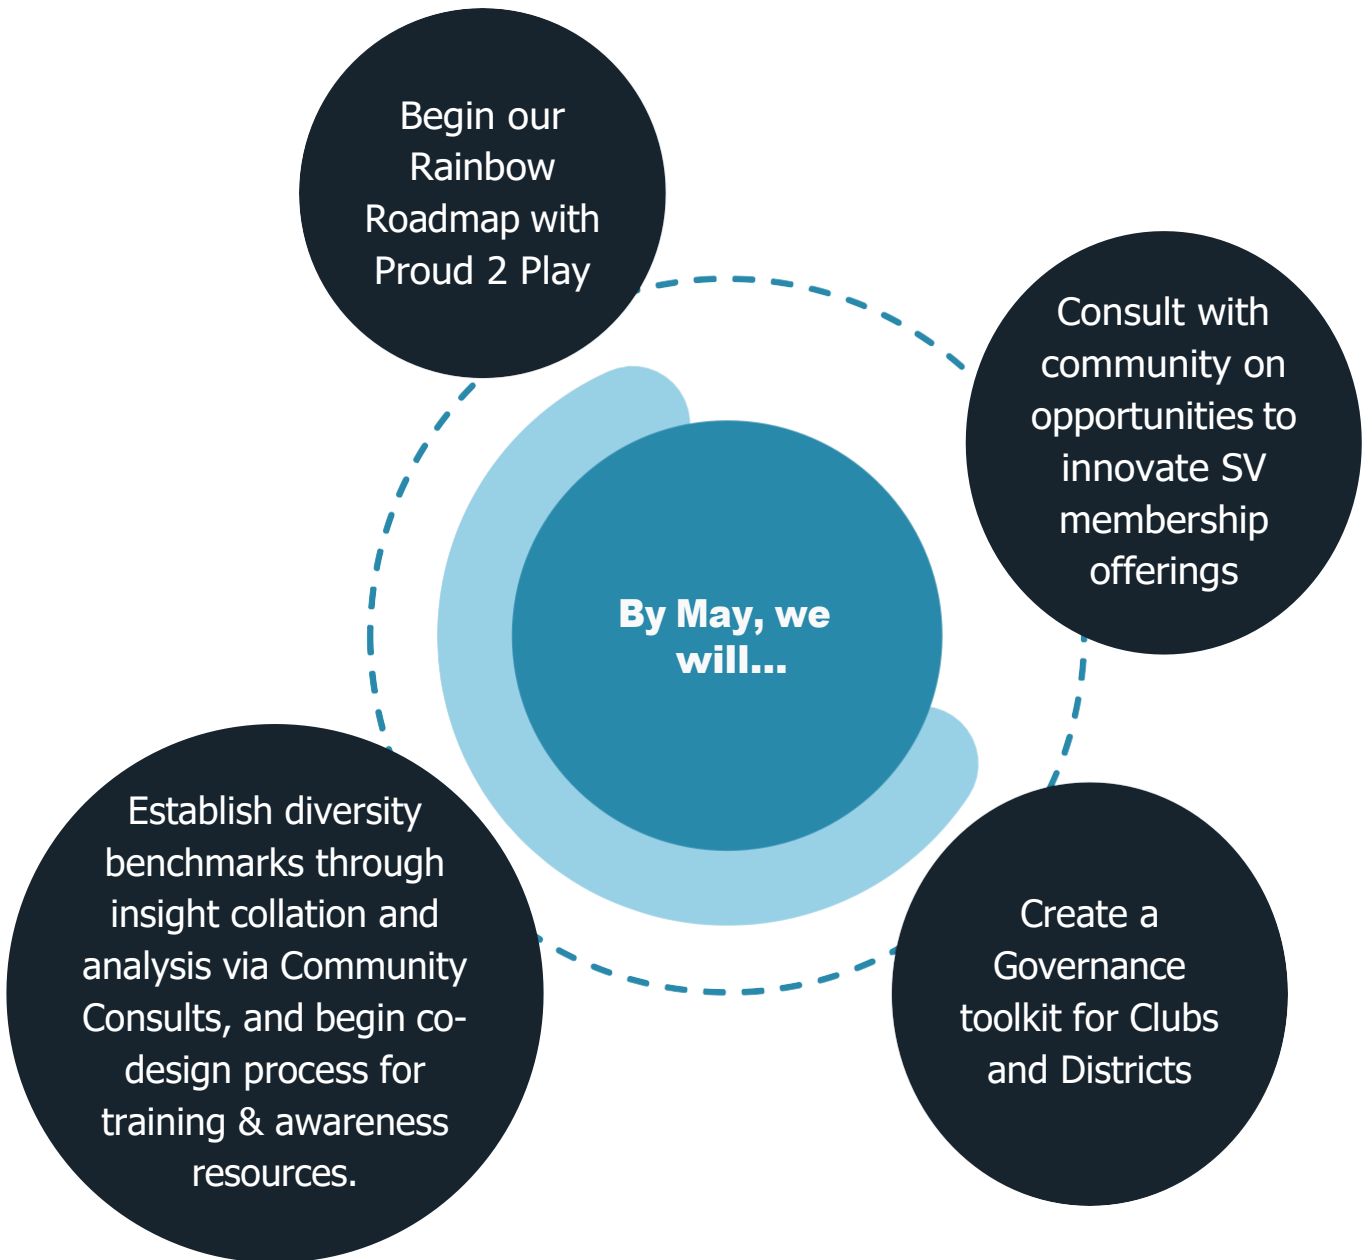 Begin our
Rainbow
Roadmap with
Proud 2 Play
Consult with
community on
opportunities to
innovate SV
membership
offerings
By May, we
will...
Establish diversity
benchmarks through
insight collation and
analysis via Community
Consults, and begin co-
design process for
training & awareness
resources.
Create a
Governance
toolkit for Clubs
and Districts